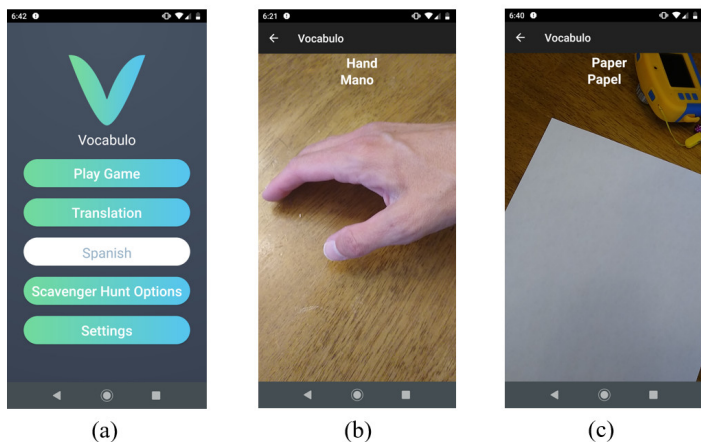 6:42
Vocabulo
Play Game
Translation
Spanish
Scavenger Hunt Options
Settings
(a)
6:21
Vocabulo
Hand
Mano
(b)
6:40
Vocabulo
Paper
Papel
(c)